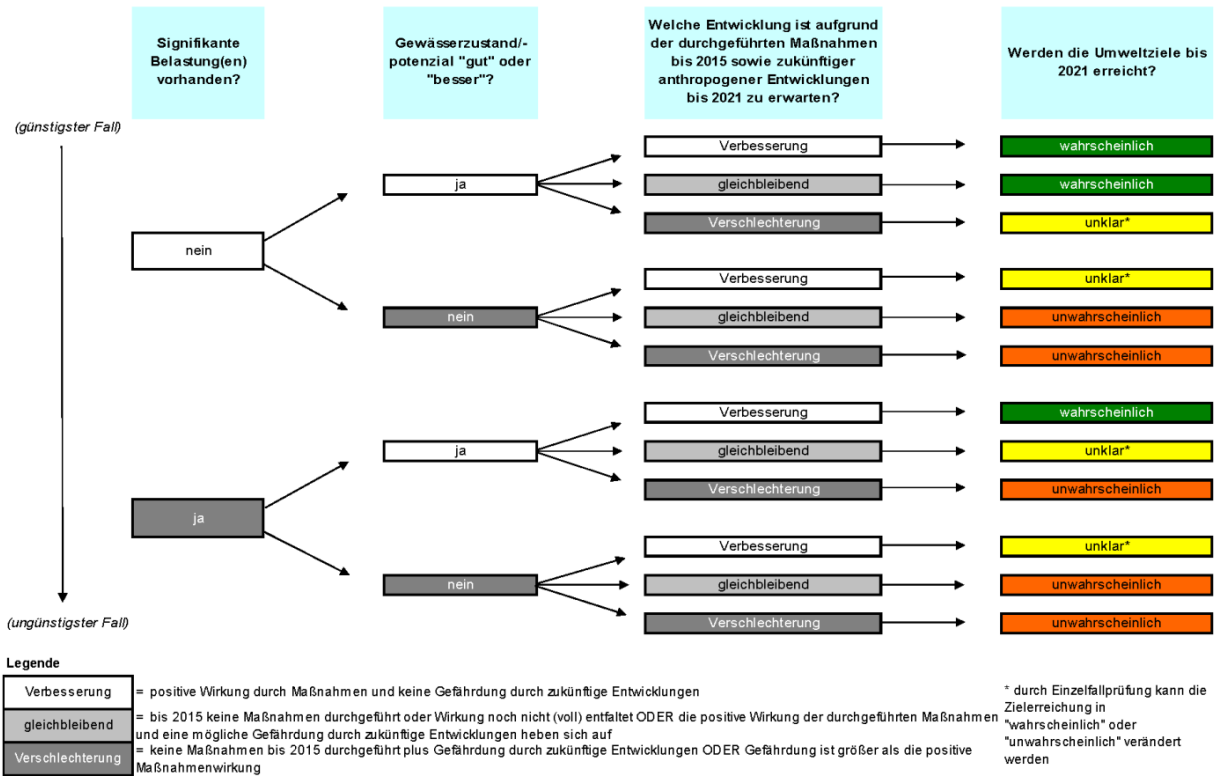 Signifikante
Belastung(en)
vorhanden?
Gewässerzustand/-
potenzial "gut" oder
"besser"?
Welche Entwicklung ist aufgrund
der durchgeführten Maßnahmen
bis 2015 sowie zukünftiger
anthropogener Entwicklungen
bis 2021 zu erwarten?
Werden die Umweltziele bis
2021 erreicht?
(günstigster Fall)
nein
ja
Verbesserung
wahrscheinlich
gleichbleibend
wahrscheinlich
Verschlechterung
unklar*
nein
Verbesserung
unklar*
gleichbleibend
unwahrscheinlich
Verschlechterung
unwahrscheinlich
ja
ja
Verbesserung
wahrscheinlich
gleichbleibend
unklar*
Verschlechterung
unwahrscheinlich
nein
Verbesserung
unklar*
gleichbleibend
unwahrscheinlich
Verschlechterung
unwahrscheinlich
(ungünstigster Fall)
Legende
Verbesserung
= positive Wirkung durch Maßnahmen und keine Gefährdung durch zukünftige Entwicklungen
gleichbleibend
= bis 2015 keine Maßnahmen durchgeführt oder Wirkung noch nicht (voll) entfaltet ODER die positive Wirkung der durchgeführten Maßnahmen
und eine mögliche Gefährdung durch zukünftige Entwicklungen heben sich auf
Verschlechterung
= keine Maßnahmen bis 2015 durchgeführt plus Gefährdung durch zukünftige Entwicklungen ODER Gefährdung ist größer als die positive
Maßnahmenwirkung
* durch Einzelfallprüfung kann die
Zielerreichung in
"wahrscheinlich" oder
"unwahrscheinlich" verändert
werden